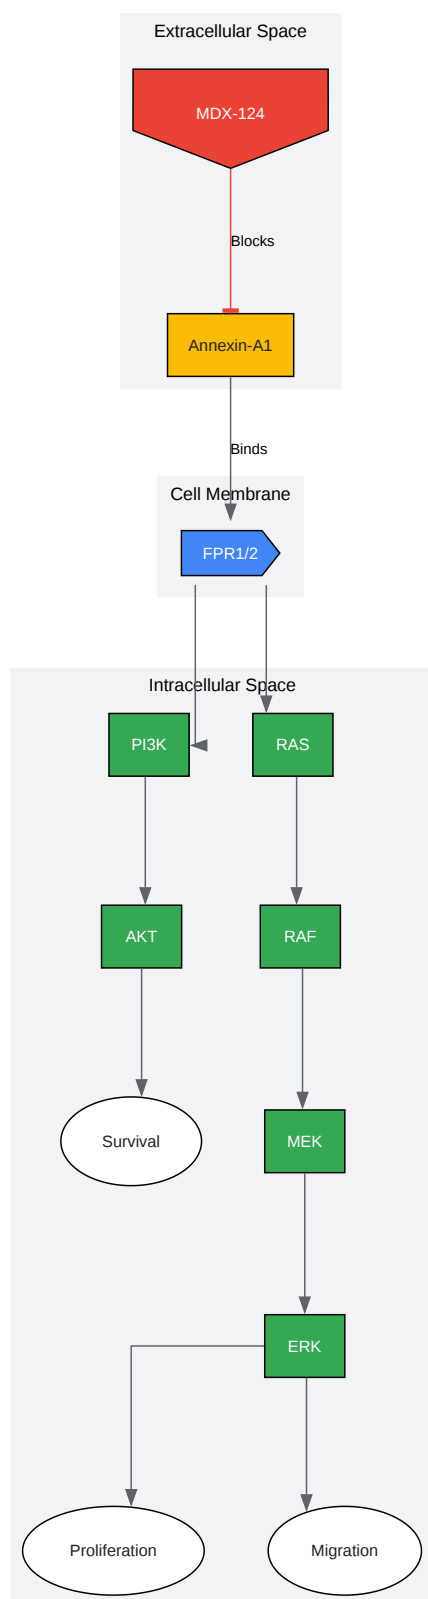 Extracellular Space
MDX-124
Blocks
Annexin-A1
Binds
Cell Membrane
FPR1/2
Intracellular Space
PI3K
RAS
AKT
RAF
Survival
MEK
ERK
Proliferation
Migration